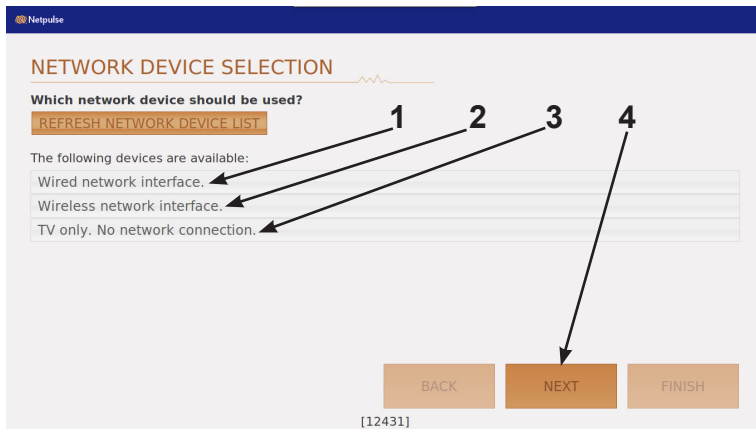 Netpulse
NETWORK DEVICE SELECTION
Which network device should be used?
REFRESH NETWORK DEVICE LIST
1 2 3 4
The following devices are available:
Wired network interface.
Wireless network interface.
TV only. No network connection.
BACK NEXT FINISH
[12431]